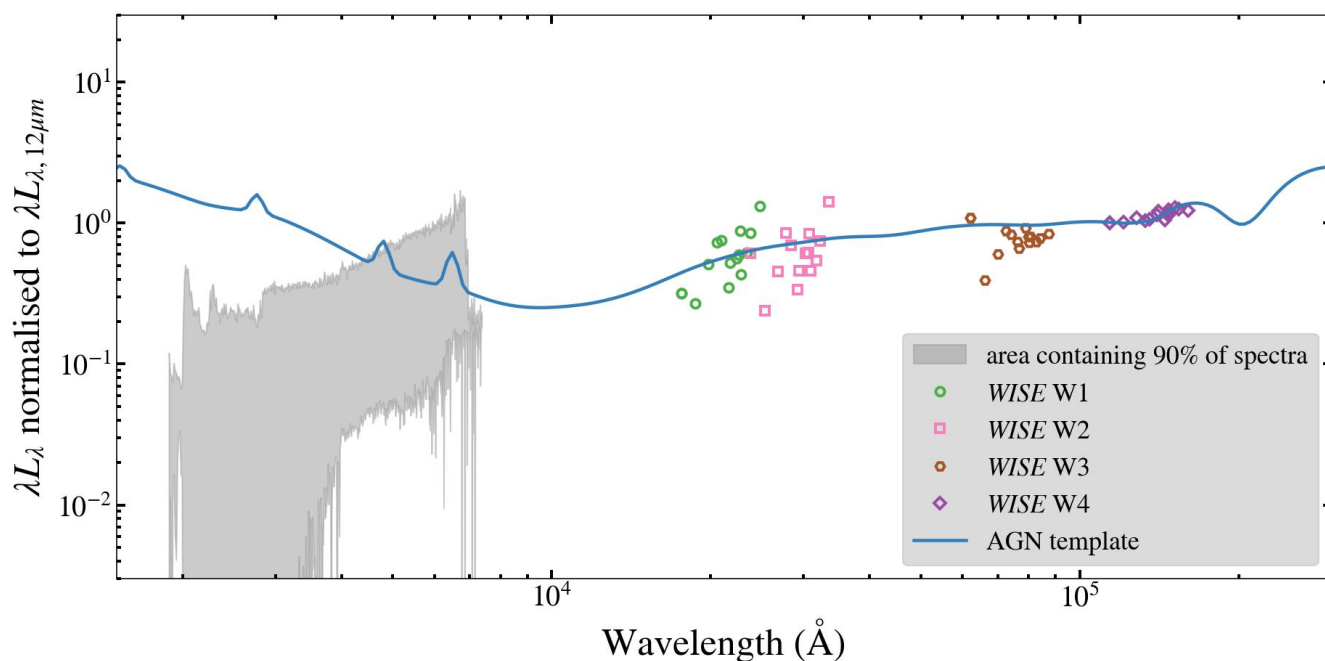 λL_λ normalised to λL_{λ, 12μm}
10^1
10^0
10^{-1}
10^{-2}
area containing 90% of spectra
WISE W1
WISE W2
WISE W3
WISE W4
AGN template
10^4
10^5
Wavelength (Å)